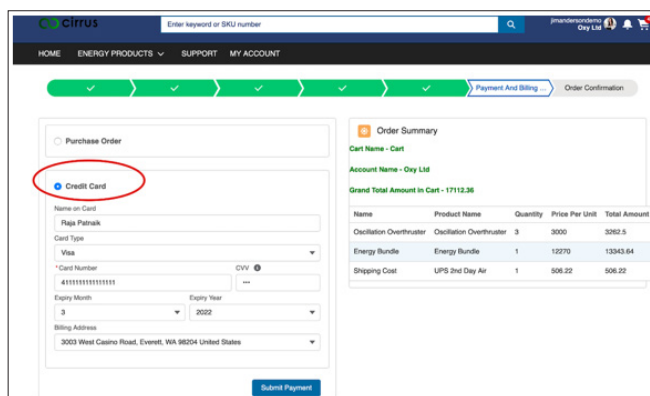 cirrus
Enter keyword or SKU number
jmandersondemo
Oxy Ltd
HOME ENERGY PRODUCTS SUPPORT MY ACCOUNT
Payment And Billing ...
Order Confirmation
Purchase Order
Credit Card
Name on Card
Raja Patnaik
Card Type
Visa
*Card Number CVV
4111111111111111 ···
Expiry Month Expiry Year
3 2022
Billing Address
3003 West Casino Road, Everett, WA 98204 United States
Submit Payment
Order Summary
Cart Name - Cart
Account Name - Oxy Ltd
Grand Total Amount in Cart - 17112.36
Name Product Name Quantity Price Per Unit Total Amount
Oscillation Overthruster Oscillation Overthruster 3 3000 3262.5
Energy Bundle Energy Bundle 1 12270 13343.64
Shipping Cost UPS 2nd Day Air 1 506.22 506.22